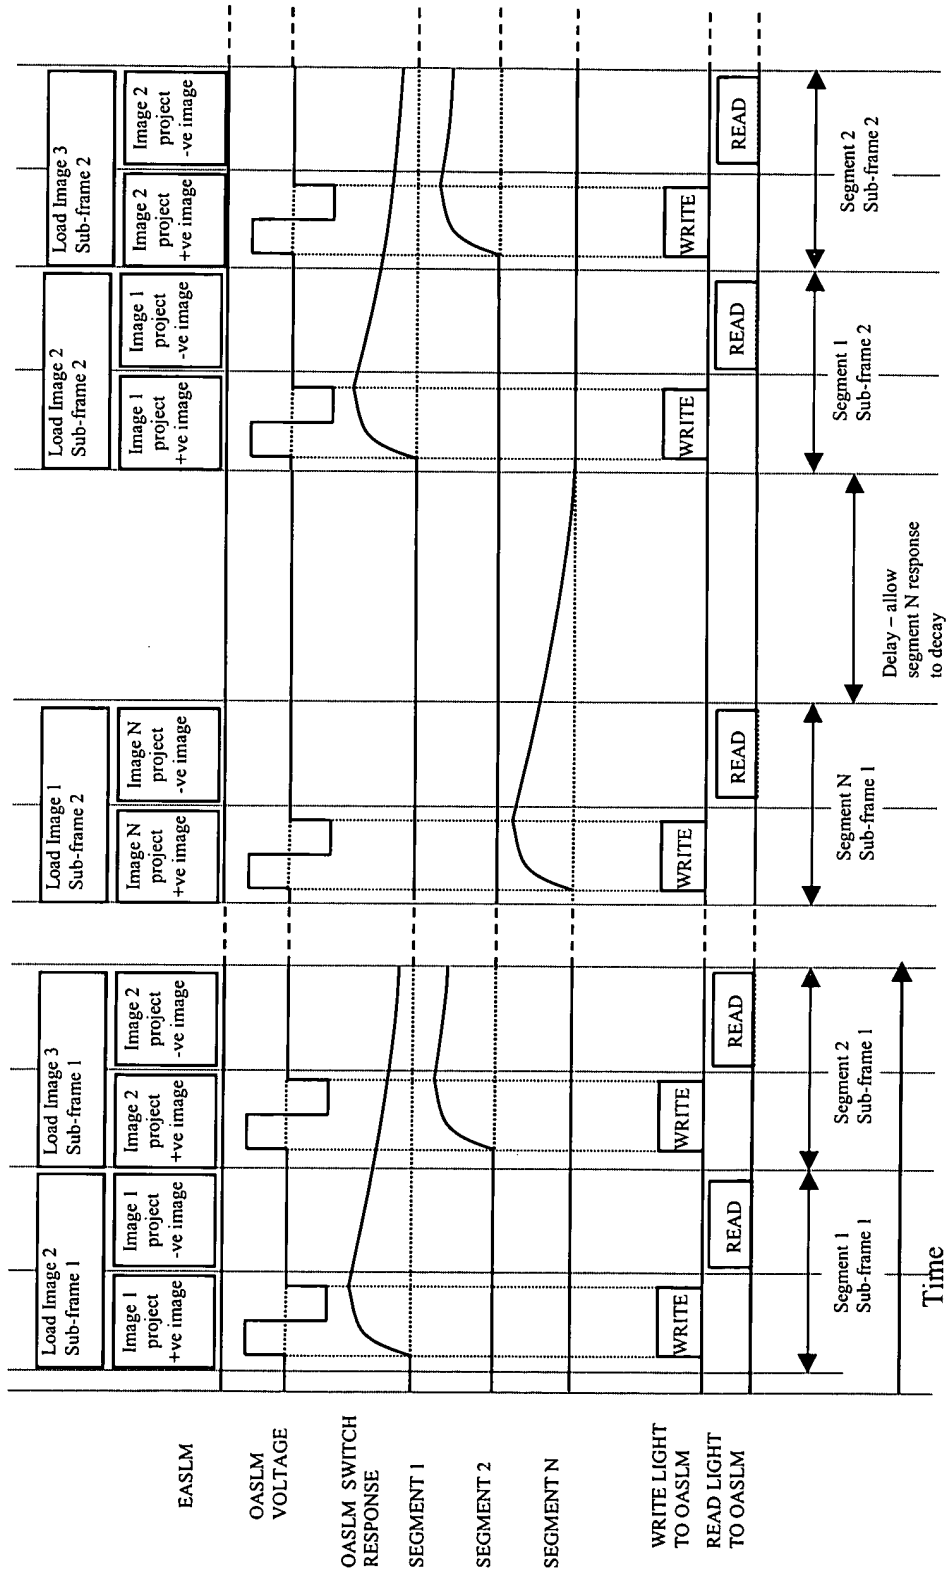 Load Image 2
Sub-frame 1
Load Image 3
Sub-frame 1
Load Image 1
Sub-frame 2
Load Image 2
Sub-frame 2
Load Image 3
Sub-frame 2
EASLM
Image 1
project
+ve image
Image 1
project
-ve image
Image 2
project
+ve image
Image 2
project
-ve image
Image N
project
+ve image
Image N
project
-ve image
Image 1
project
+ve image
Image 1
project
-ve image
Image 2
project
+ve image
Image 2
project
-ve image
OASLM
VOLTAGE
OASLM SWITCH
RESPONSE
SEGMENT 1
SEGMENT 2
SEGMENT N
WRITE LIGHT
TO OASLM
WRITE
WRITE
WRITE
WRITE
WRITE
READ LIGHT
TO OASLM
READ
READ
READ
READ
READ
Segment 1
Sub-frame 1
Segment 2
Sub-frame 1
Segment N
Sub-frame 1
Delay – allow
segment N response
to decay
Segment 1
Sub-frame 2
Segment 2
Sub-frame 2
Time